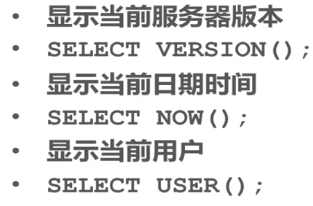 • 显示当前服务器版本
• SELECT VERSION();
• 显示当前日期时间
• SELECT NOW();
• 显示当前用户
• SELECT USER();